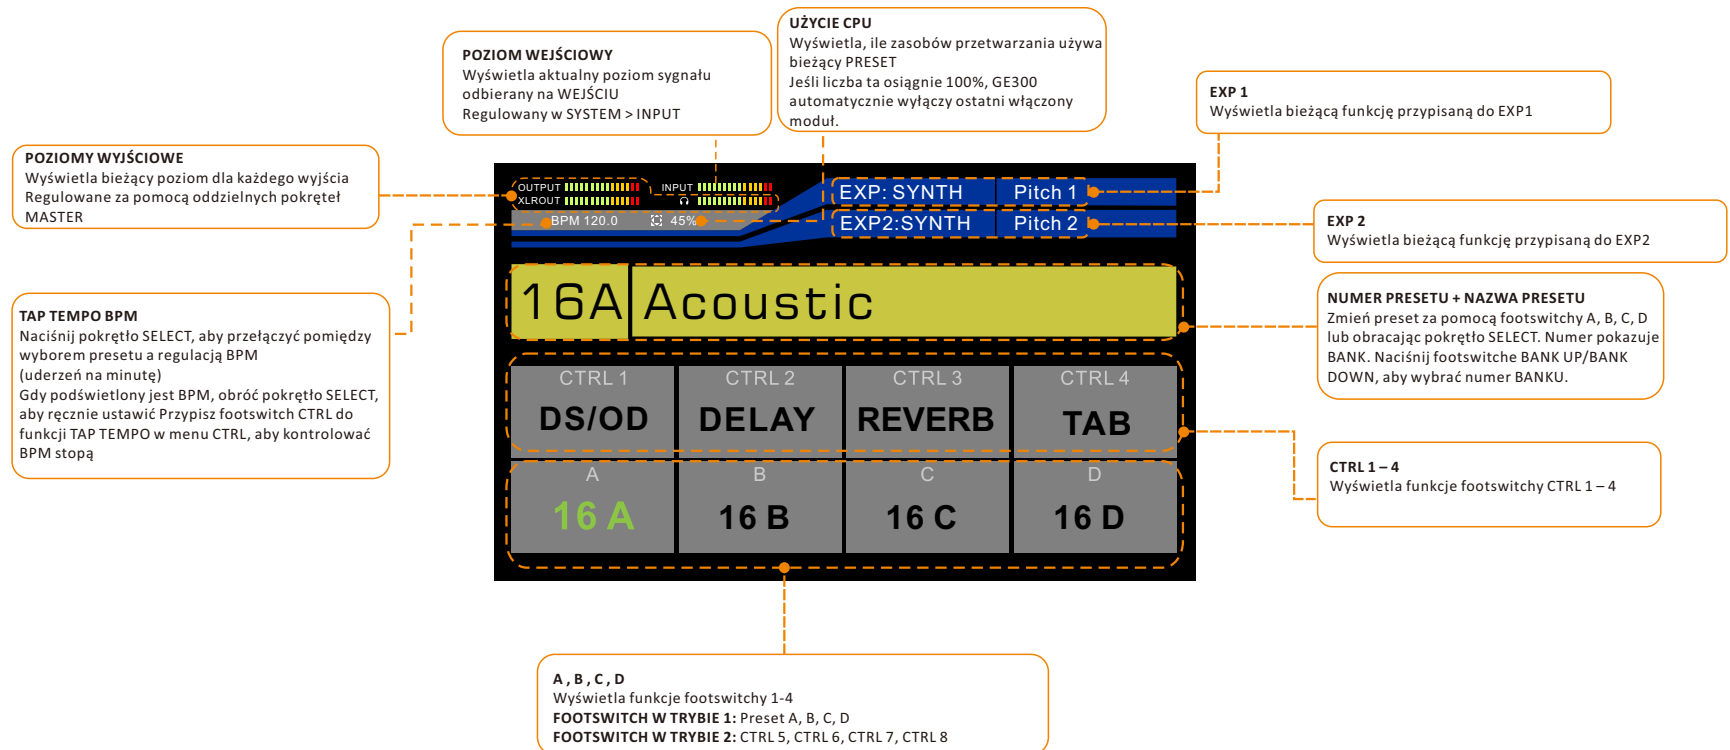 UŻYCIE CPU
Wyświetla, ile zasobów przetwarzania używa
bieżący PRESET
Jeśli liczba ta osiągnie 100%, GE300
automatycznie wyłączy ostatni włączony
moduł.
POZIOM WEJŚCIOWY
Wyświetla aktualny poziom sygnału
odbierany na WEJŚCIU
Regulowany w SYSTEM > INPUT
EXP 1
Wyświetla bieżącą funkcję przypisaną do EXP1
POZIOMY WYJŚCIOWE
Wyświetla bieżący poziom dla każdego wyjścia
Regulowane za pomocą oddzielnych pokręteł
MASTER
EXP 2
Wyświetla bieżącą funkcję przypisaną do EXP2
OUTPUT INPUT
XLROUT
BPM 120.0 45%
EXP: SYNTH Pitch 1
EXP2:SYNTH Pitch 2
16A Acoustic
NUMER PRESETU + NAZWA PRESETU
Zmień preset za pomocą footswitchy A, B, C, D
lub obracając pokrętło SELECT. Numer pokazuje
BANK. Naciśnij footswitche BANK UP/BANK
DOWN, aby wybrać numer BANKU.
TAP TEMPO BPM
Naciśnij pokrętło SELECT, aby przełączyć pomiędzy
wyborem presetu a regulacją BPM
(uderzeń na minutę)
Gdy podświetlony jest BPM, obróć pokrętło SELECT,
aby ręcznie ustawić Przypisz footswitch CTRL do
funkcji TAP TEMPO w menu CTRL, aby kontrolować
BPM stopą
CTRL 1 CTRL 2 CTRL 3 CTRL 4
DS/OD DELAY REVERB TAB
A B C D
16 A 16 B 16 C 16 D
CTRL 1 – 4
Wyświetla funkcje footswitchy CTRL 1 – 4
A , B , C , D
Wyświetla funkcje footswitchy 1-4
FOOTSWITCH W TRYBIE 1: Preset A, B, C, D
FOOTSWITCH W TRYBIE 2: CTRL 5, CTRL 6, CTRL 7, CTRL 8